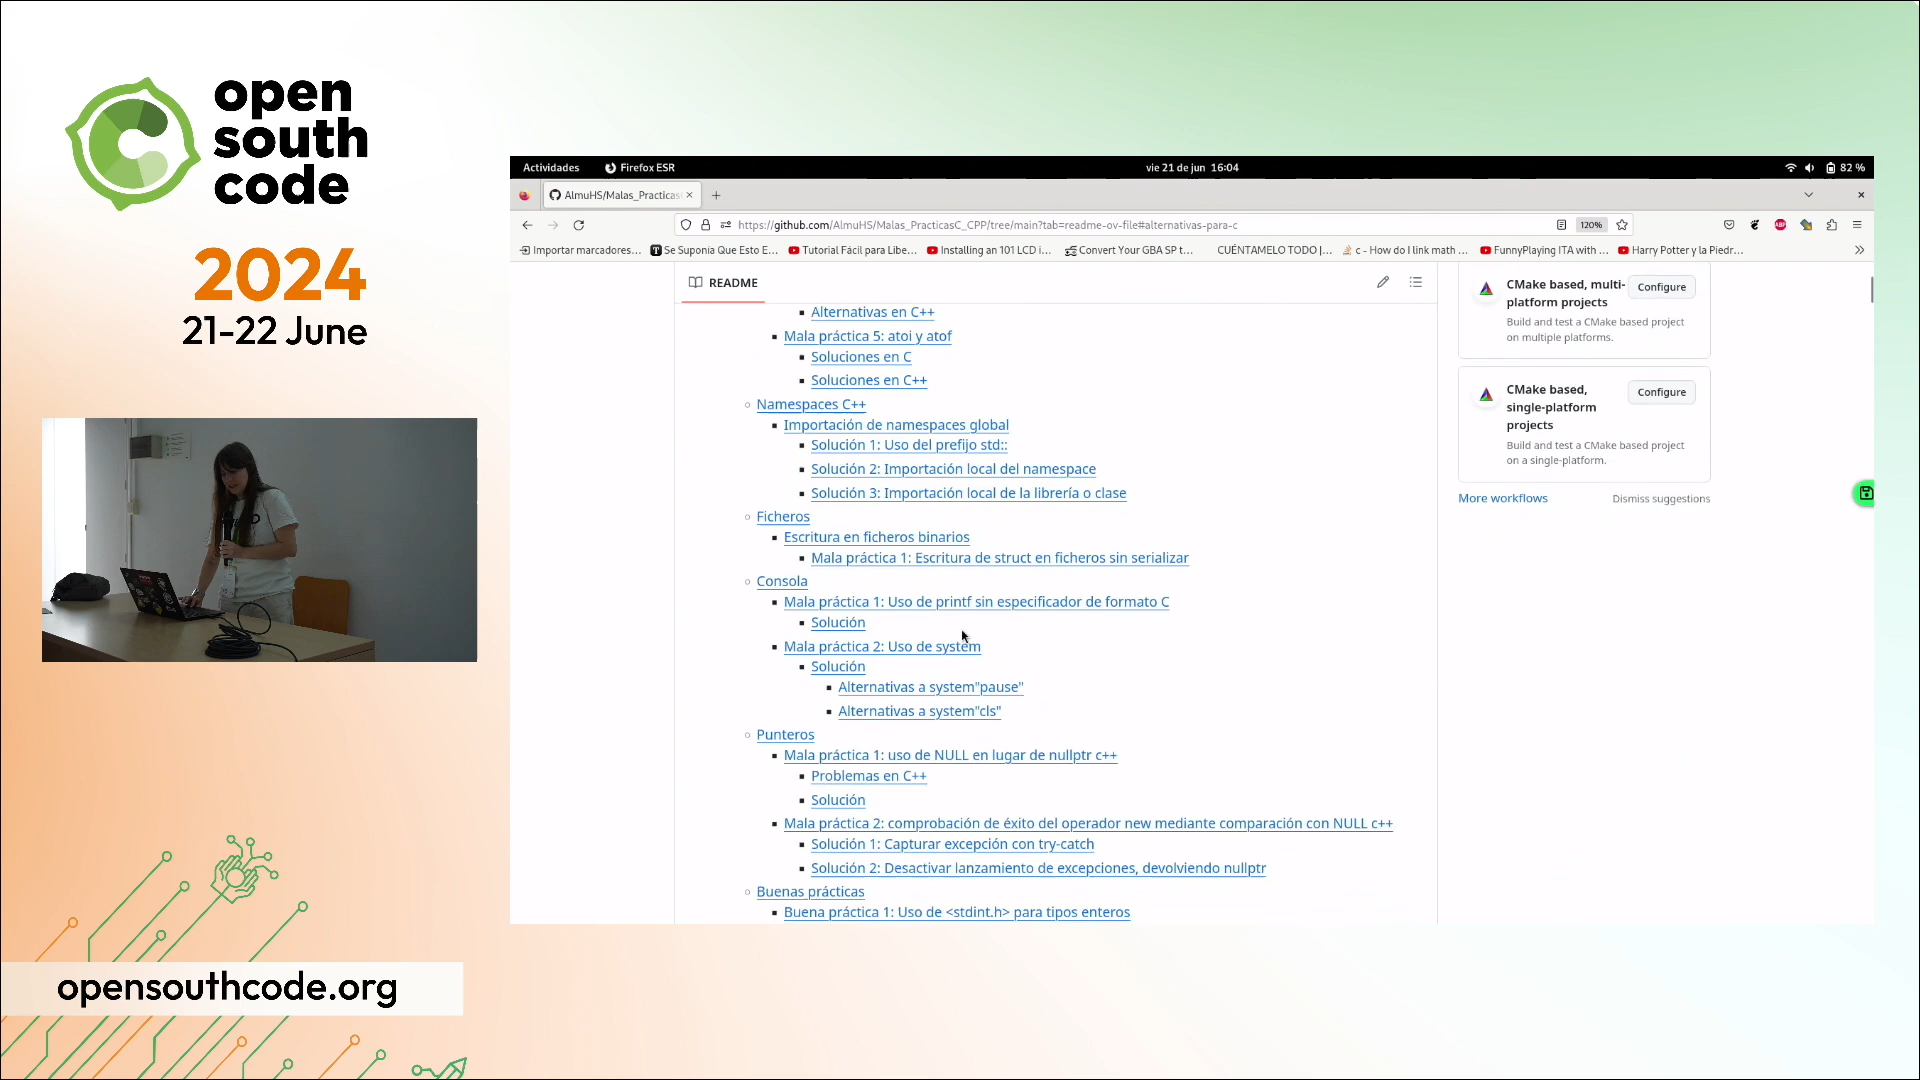 open
south
code
2024
21-22 June
opensouthcode.org
Actividades
Firefox ESR
vie 21 de jun 16:04
82 %
AlmuHS/Malas_Practicas
https://github.com/AlmuHS/Malas_PracticasC_CPP/tree/main?tab=readme-ov-file#alternativas-para-c
120%
Importar marcadores...
Se Suponía Que Esto E...
Tutorial Fácil para Libe...
Installing an 101 LCD i...
Convert Your GBA SP t...
CUÉNTAMELO TODO |...
c - How do I link math ...
FunnyPlaying ITA with ...
Harry Potter y la Piedr...
README
Alternativas en C++
Mala práctica 5: atoi y atof
Soluciones en C
Soluciones en C++
Namespaces C++
Importación de namespaces global
Solución 1: Uso del prefijo std::
Solución 2: Importación local del namespace
Solución 3: Importación local de la librería o clase
Ficheros
Escritura en ficheros binarios
Mala práctica 1: Escritura de struct en ficheros sin serializar
Consola
Mala práctica 1: Uso de printf sin especificador de formato C
Solución
Mala práctica 2: Uso de system
Solución
Alternativas a system"pause"
Alternativas a system"cls"
Punteros
Mala práctica 1: uso de NULL en lugar de nullptr c++
Problemas en C++
Solución
Mala práctica 2: comprobación de éxito del operador new mediante comparación con NULL c++
Solución 1: Capturar excepción con try-catch
Solución 2: Desactivar lanzamiento de excepciones, devolviendo nullptr
Buenas prácticas
Buena práctica 1: Uso de <stdint.h> para tipos enteros
CMake based, multi-
platform projects
Configure
Build and test a CMake based project
on multiple platforms.
CMake based,
single-platform
projects
Configure
Build and test a CMake based project
on a single-platform.
More workflows
Dismiss suggestions